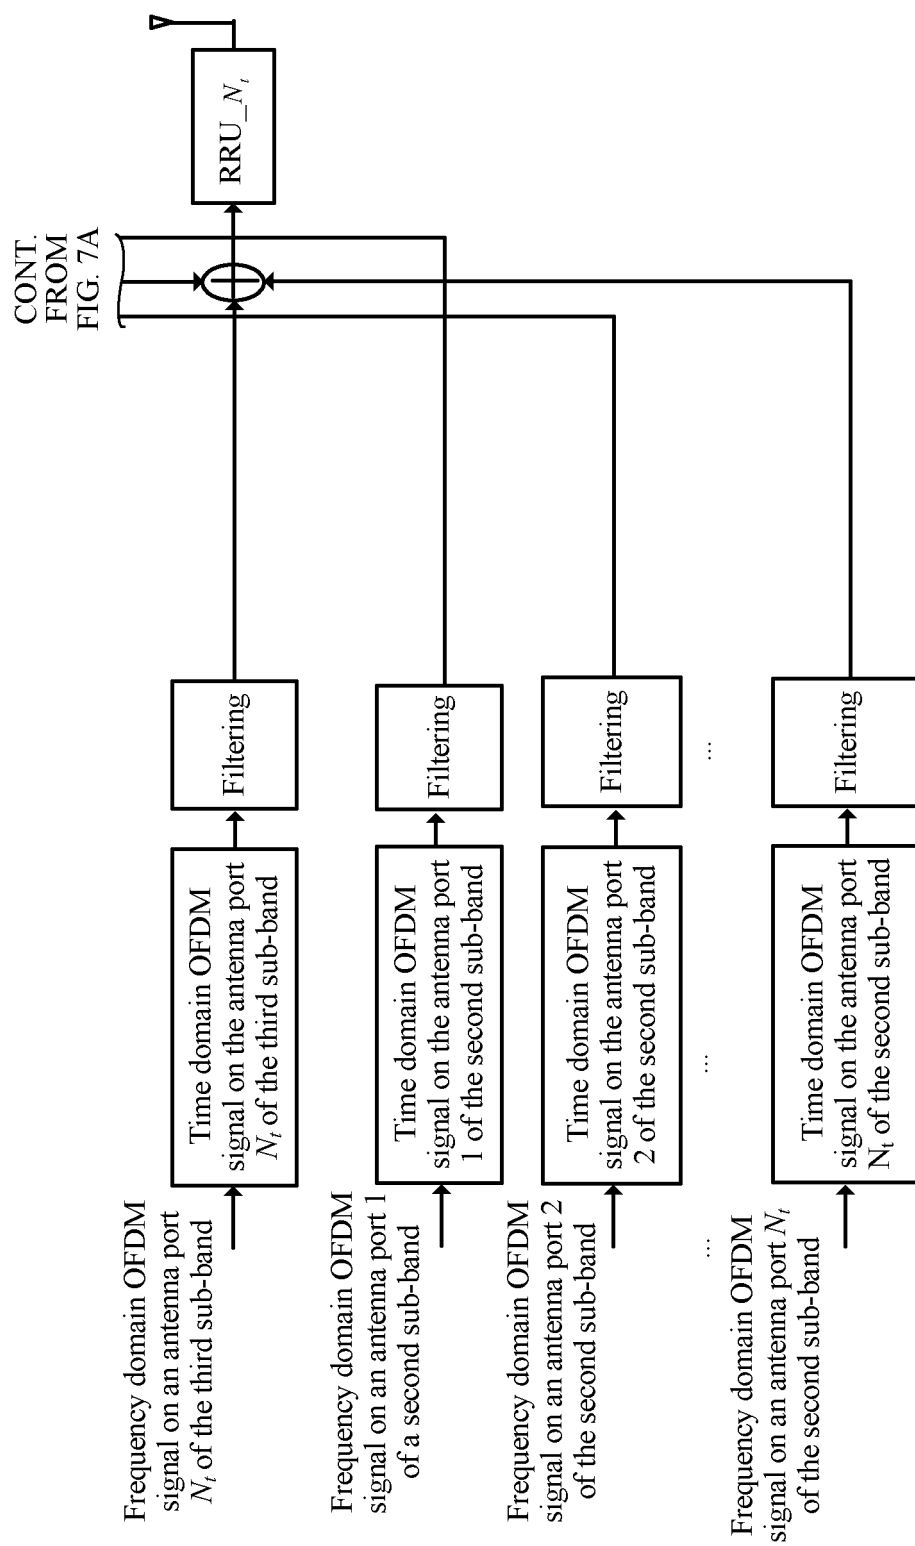 CONT.
FROM
FIG. 7A
RRU_N_t
Filtering
Time domain OFDM
signal on the antenna port
N_t of the third sub-band
Frequency domain OFDM
signal on an antenna port
N_t of the third sub-band
Filtering
Time domain OFDM
signal on the antenna port
1 of the second sub-band
Frequency domain OFDM
signal on an antenna port 1
of a second sub-band
Filtering
Time domain OFDM
signal on the antenna port
2 of the second sub-band
Frequency domain OFDM
signal on an antenna port 2
of the second sub-band
...
...
...
Filtering
Time domain OFDM
signal on the antenna port
N_t of the second sub-band
Frequency domain OFDM
signal on an antenna port N_t
of the second sub-band